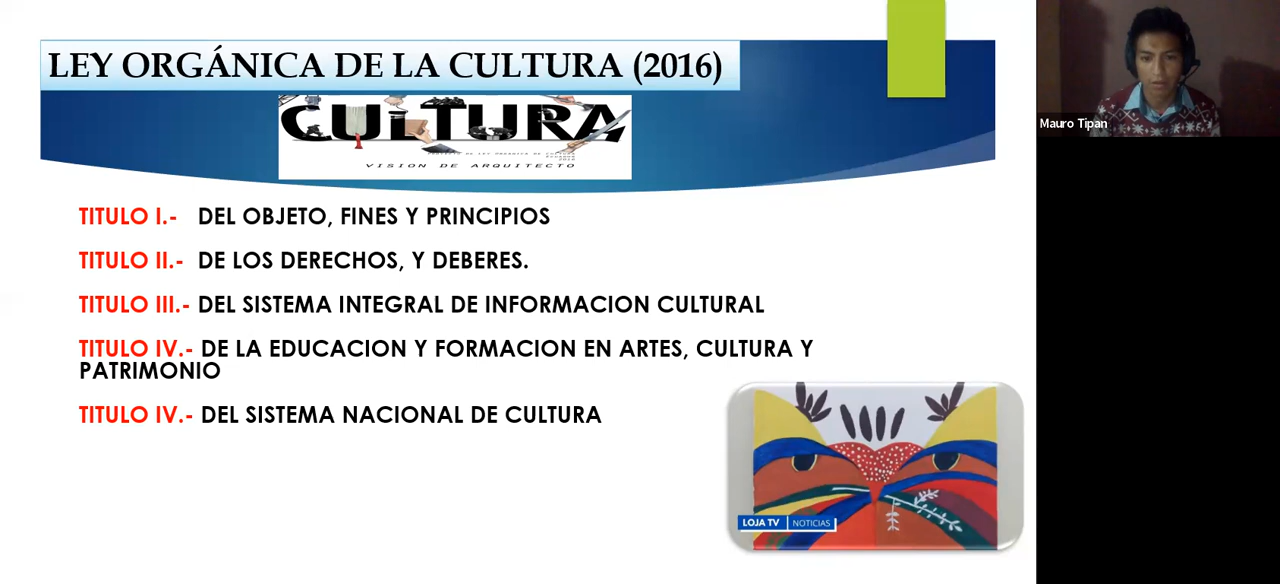 LEY ORGÁNICA DE LA CULTURA (2016)
CULTURA
VISION DE ARQUITECTO
TITULO I.- DEL OBJETO, FINES Y PRINCIPIOS
TITULO II.- DE LOS DERECHOS, Y DEBERES.
TITULO III.- DEL SISTEMA INTEGRAL DE INFORMACION CULTURAL
TITULO IV.- DE LA EDUCACION Y FORMACION EN ARTES, CULTURA Y
PATRIMONIO
TITULO IV.- DEL SISTEMA NACIONAL DE CULTURA
LOJA TV NOTICIAS
Mauro Tipan